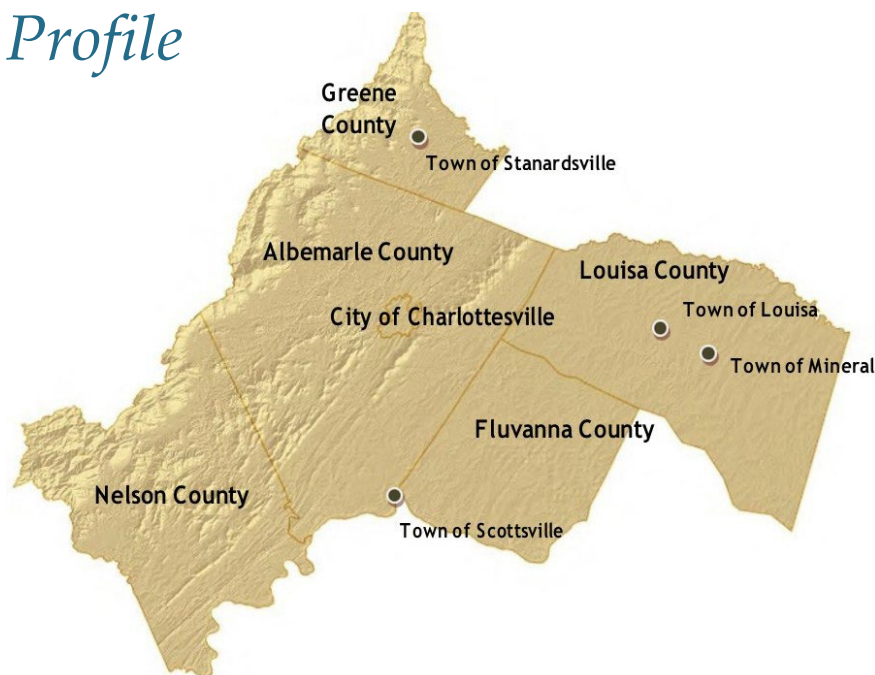 Profile
Greene
County
Town of Stanardsville
Albemarle County
Louisa County
City of Charlottesville
Town of Louisa
Town of Mineral
Fluvanna County
Nelson County
Town of Scottsville